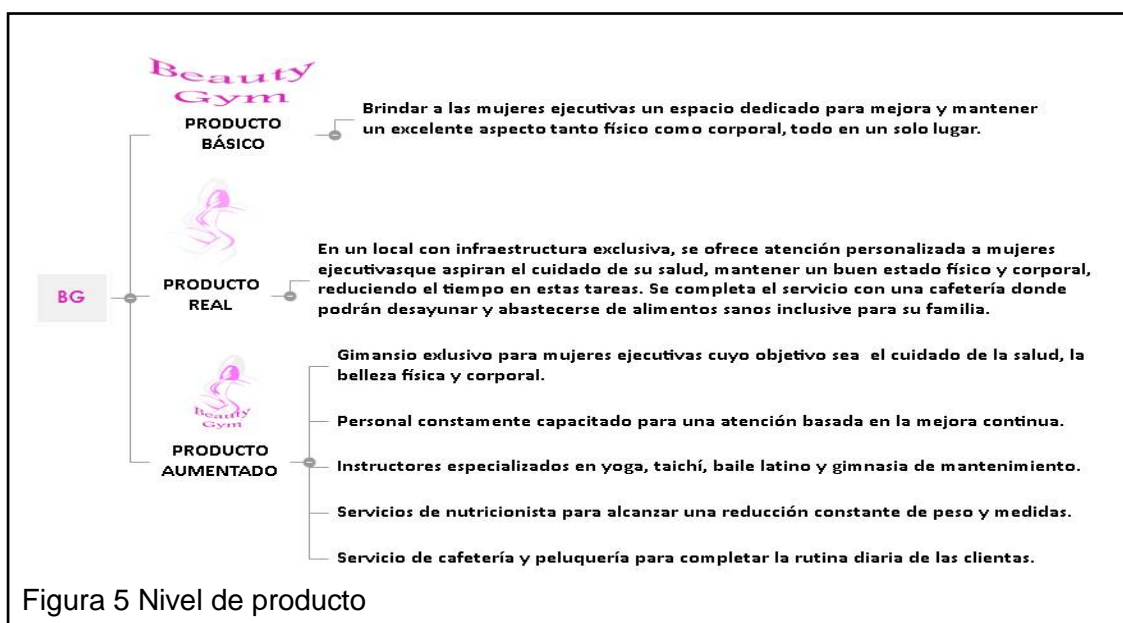 Beauty
Gym
PRODUCTO
BÁSICO
Brindar a las mujeres ejecutivas un espacio dedicado para mejora y mantener
un excelente aspecto tanto físico como corporal, todo en un solo lugar.
BG
PRODUCTO
REAL
En un local con infraestructura exclusiva, se ofrece atención personalizada a mujeres
ejecutivasque aspiran el cuidado de su salud, mantener un buen estado físico y corporal,
reduciendo el tiempo en estas tareas. Se completa el servicio con una cafetería donde
podrán desayunar y abastecerse de alimentos sanos inclusive para su familia.
Beauty
Gym
PRODUCTO
AUMENTADO
Gimansio exlusivo para mujeres ejecutivas cuyo objetivo sea el cuidado de la salud, la
belleza física y corporal.
Personal constamente capacitado para una atención basada en la mejora continua.
Instructores especializados en yoga, taichí, baile latino y gimnasia de mantenimiento.
Servicios de nutricionista para alcanzar una reducción constante de peso y medidas.
Servicio de cafetería y peluquería para completar la rutina diaria de las clientas.
Figura 5 Nivel de producto